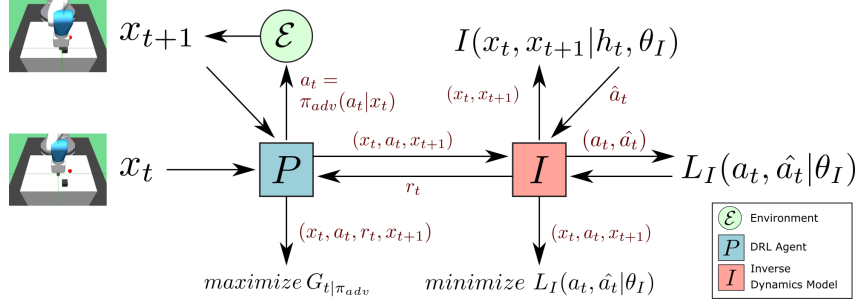 x_{t+1}
ℰ
I(x_t, x_{t+1}|h_t, θ_I)
a_t =
π_{adv}(a_t|x_t)
(x_t, x_{t+1})
â_t
x_t
P
(x_t, a_t, x_{t+1})
r_t
I
(a_t, â_t)
L_I(a_t, â_t|θ_I)
(x_t, a_t, r_t, x_{t+1})
(x_t, a_t, x_{t+1})
maximize G_{t|π_{adv}}
minimize L_I(a_t, â_t|θ_I)
ℰ Environment
P DRL Agent
I Inverse
Dynamics Model